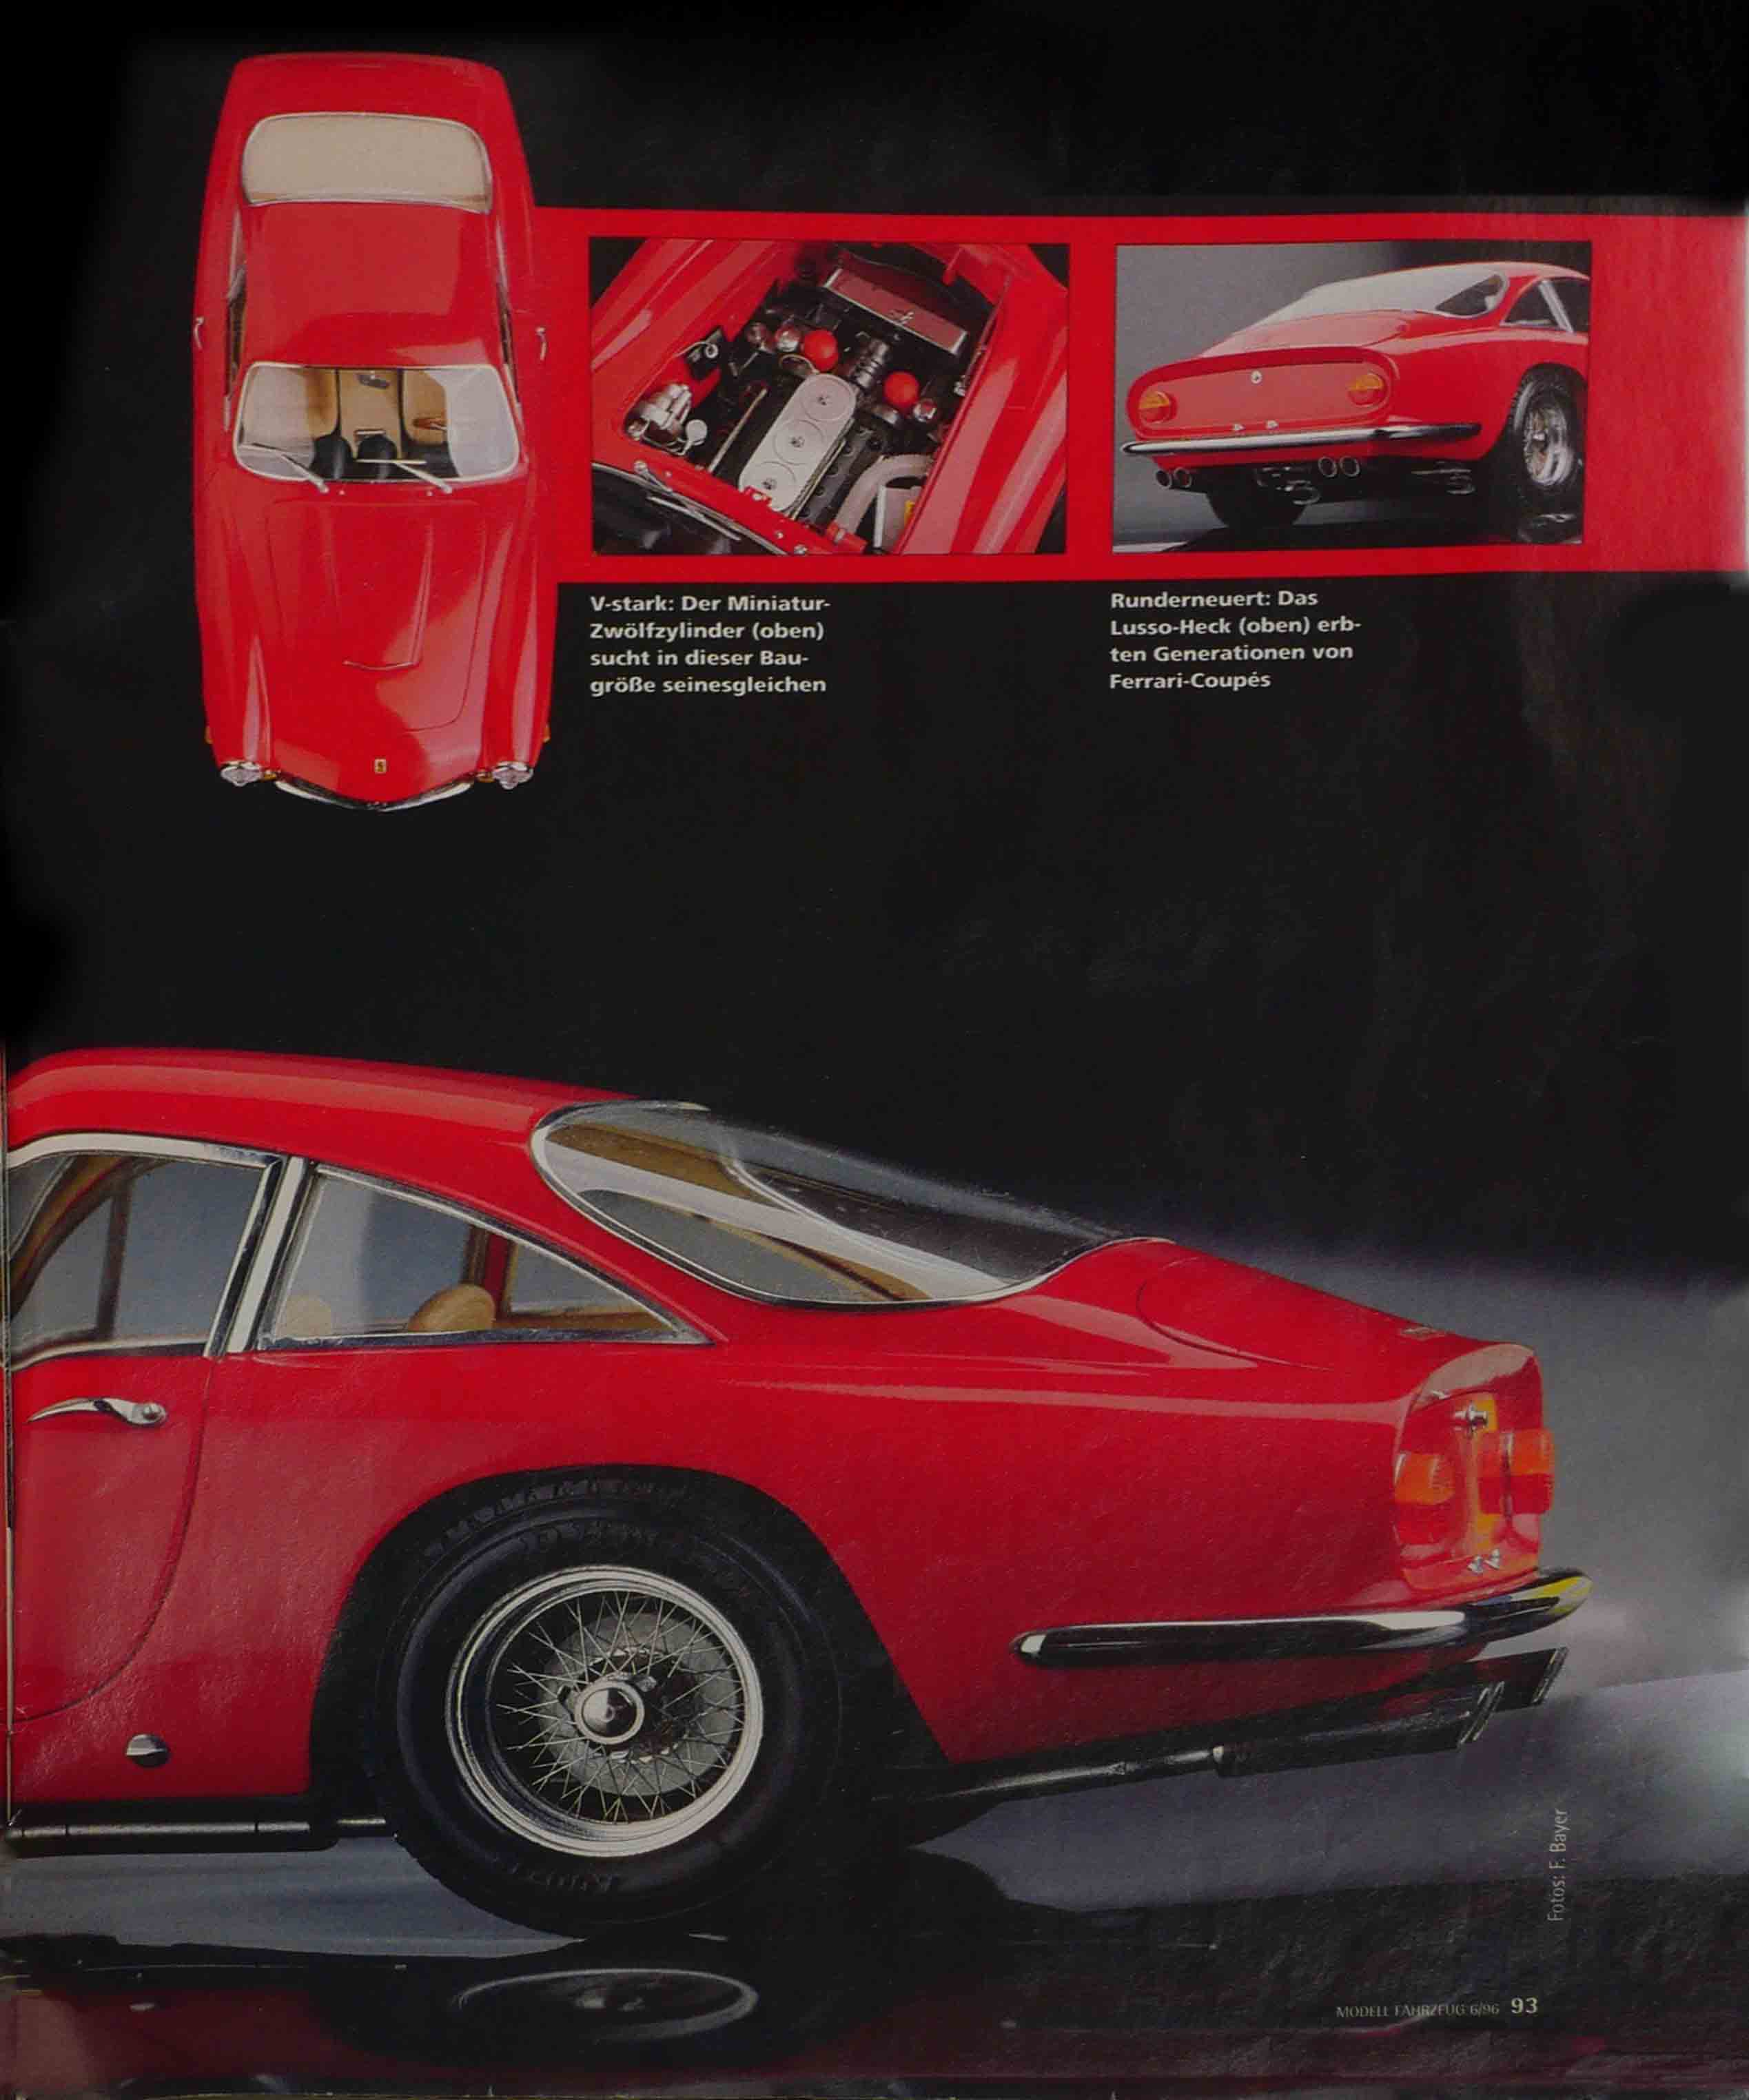 V-stark: Der Miniatur-
Zwölfzylinder (oben)
sucht in dieser Bau-
größe seinesgleichen
Runderneuert: Das
Lusso-Heck (oben) erb-
ten Generationen von
Ferrari-Coupés
Fotos: F. Bayer
MODELL FAHRZEUG 6/96 93